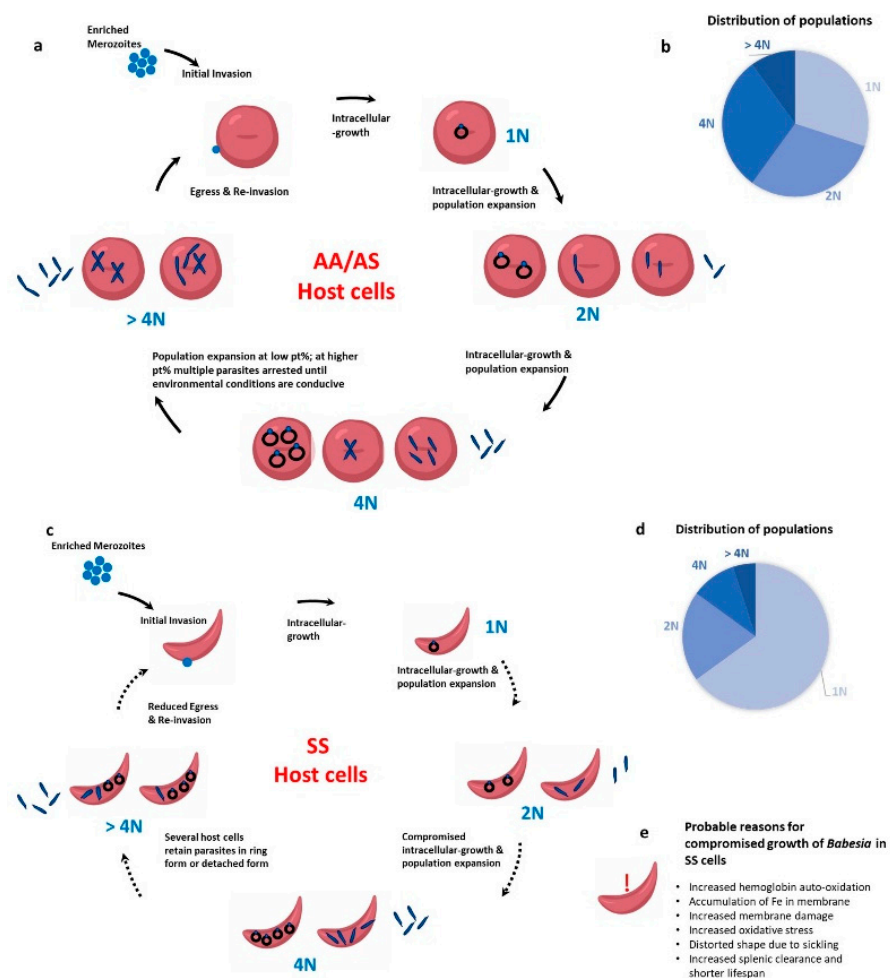 a
Enriched
Merozoites
Initial Invasion
Intracellular
-growth
1N
Egress & Re-invasion
Intracellular-growth &
population expansion
AA/AS
Host cells
> 4N
2N
Population expansion at low pt%; at higher
pt% multiple parasites arrested until
environmental conditions are conducive
Intracellular-growth &
population expansion
4N
b
Distribution of populations
> 4N
1N
4N
2N
c
Enriched Merozoites
Initial Invasion
Intracellular-
growth
1N
Intracellular-growth &
population expansion
Reduced Egress
& Re-invasion
SS
Host cells
> 4N
2N
Several host cells
retain parasites in ring
form or detached form
Compromised
intracellular-growth &
population expansion
4N
d
Distribution of populations
> 4N
4N
2N
1N
e
Probable reasons for
compromised growth of Babesia in
SS cells
!
• Increased hemoglobin auto-oxidation
• Accumulation of Fe in membrane
• Increased membrane damage
• Increased oxidative stress
• Distorted shape due to sickling
• Increased splenic clearance and
shorter lifespan